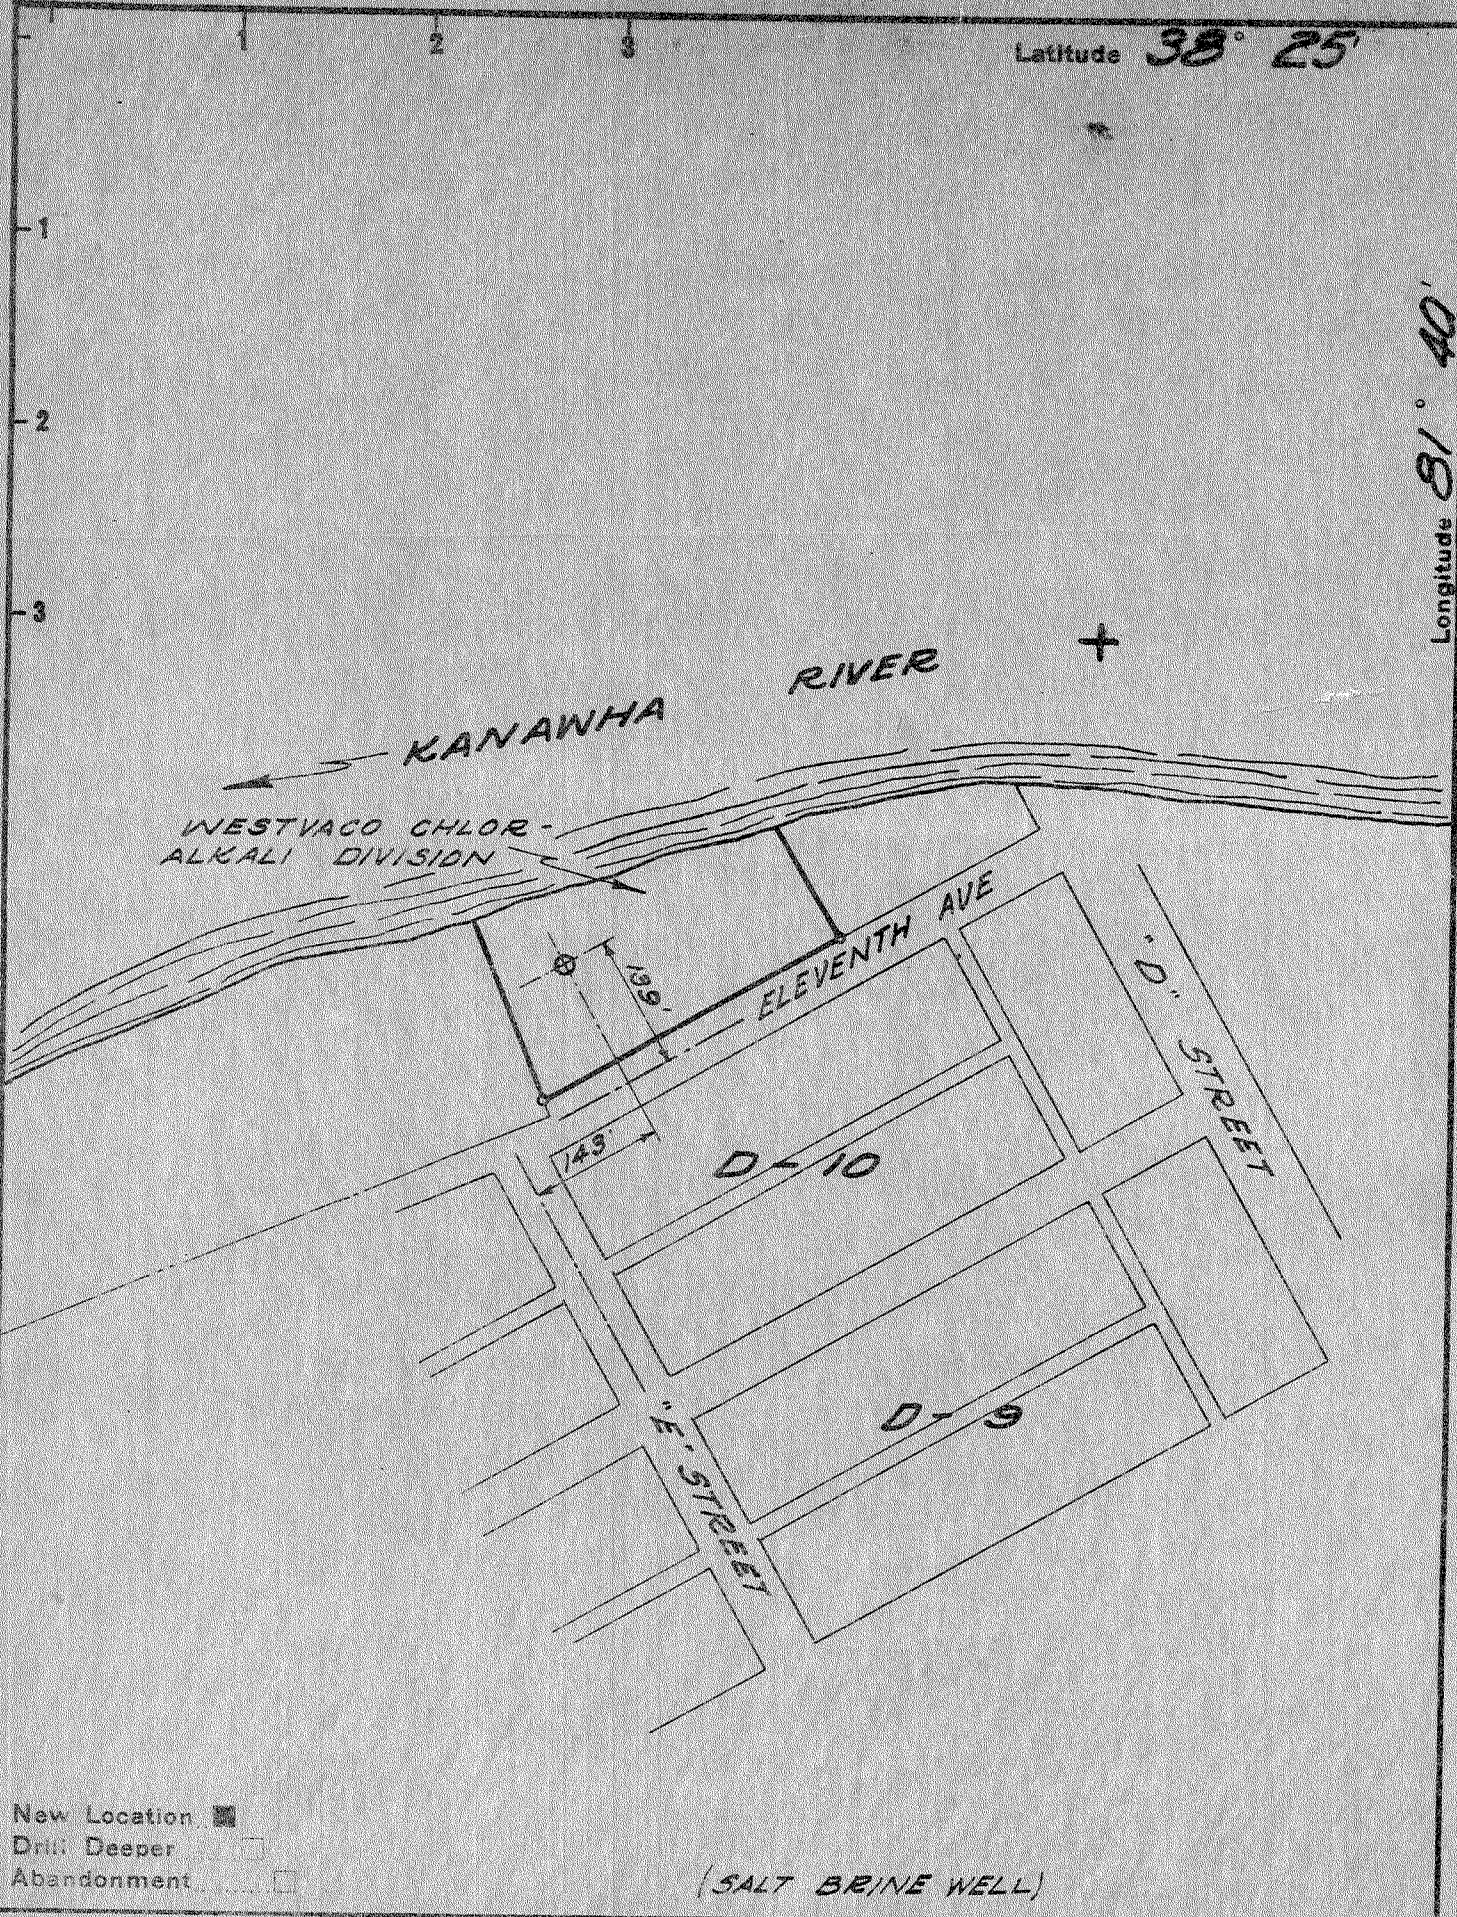 1 2 3
Latitude 38° 25'
1
2
3
Longitude 81° 40'
KANAWHA RIVER
WESTVACO CHLOR-
ALKALI DIVISION
ELEVENTH AVE
199'
143'
"D" STREET
D-10
D-9
"E" STREET
New Location
Drill Deeper
Abandonment
(SALT BRINE WELL)